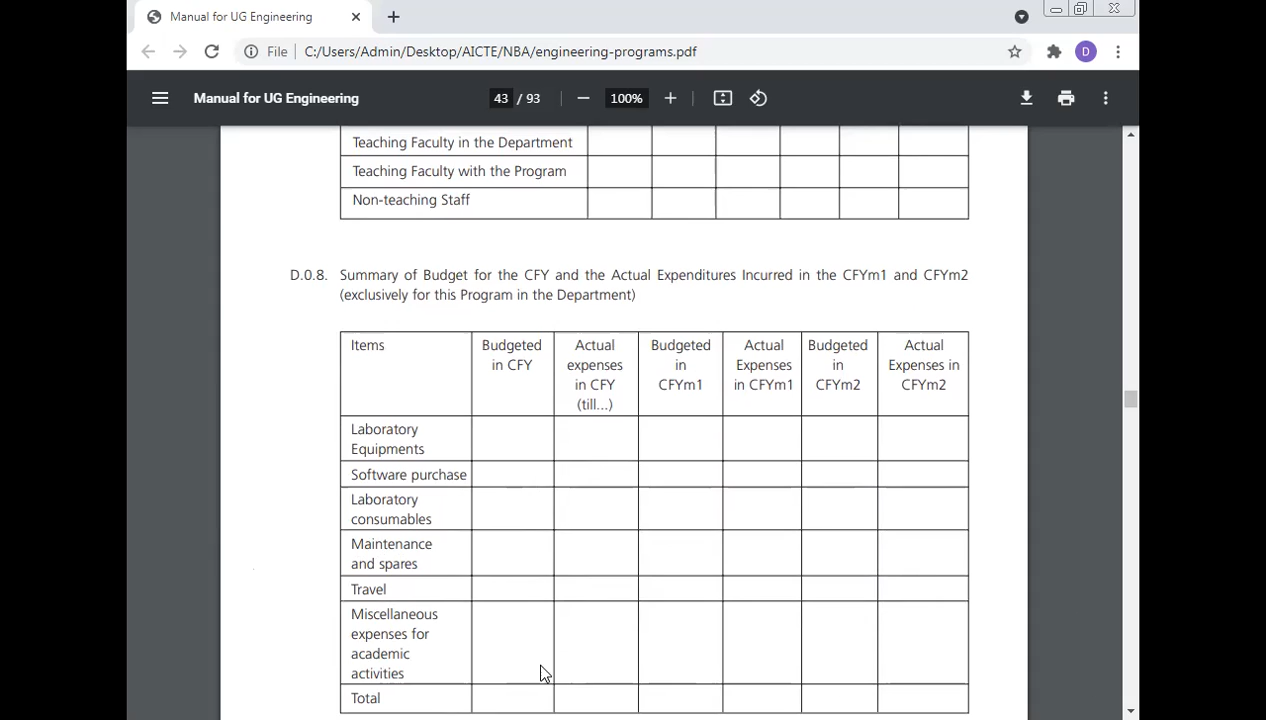 Manual for UG Engineering
File C:/Users/Admin/Desktop/AICTE/NBA/engineering-programs.pdf
D
Manual for UG Engineering 43 / 93 100%
Teaching Faculty in the Department
Teaching Faculty with the Program
Non-teaching Staff
D.0.8. Summary of Budget for the CFY and the Actual Expenditures Incurred in the CFYm1 and CFYm2
(exclusively for this Program in the Department)
Items Budgeted Actual Budgeted Actual Budgeted Actual
in CFY expenses in Expenses in Expenses in
in CFY CFYm1 in CFYm1 CFYm2 CFYm2
(till...)
Laboratory
Equipments
Software purchase
Laboratory
consumables
Maintenance
and spares
Travel
Miscellaneous
expenses for
academic
activities
Total